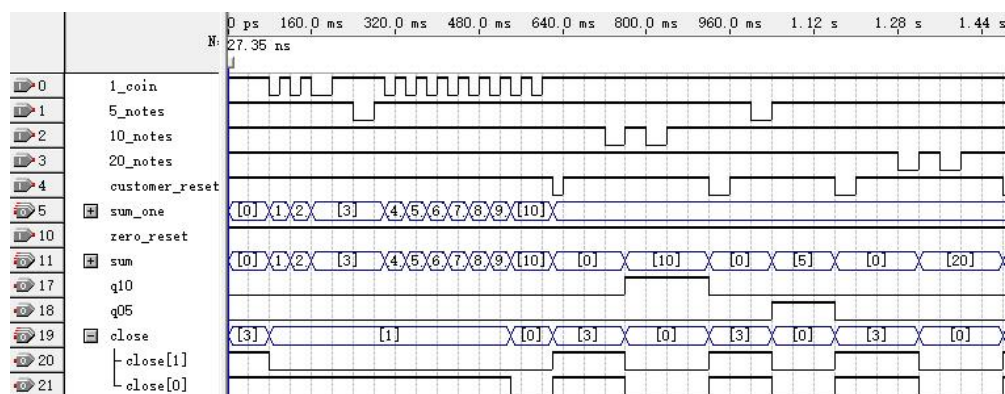 0 ps 160.0 ms 320.0 ms 480.0 ms 640.0 ms 800.0 ms 960.0 ms 1.12 s 1.28 s 1.44 s
N: 27.35 ns
0 1_coin
1 5_notes
2 10_notes
3 20_notes
4 customer_reset
5 sum_one [0] 1 2 [3] 4 5 6 7 8 9 [10]
10 zero_reset
11 sum [0] 1 2 [3] 4 5 6 7 8 9 [10] [0] [10] [0] [5] [0] [20]
17 q10
18 q05
19 close [3] [1] [0] [3] [0] [3] [0] [3] [0]
20 close[1]
21 close[0]